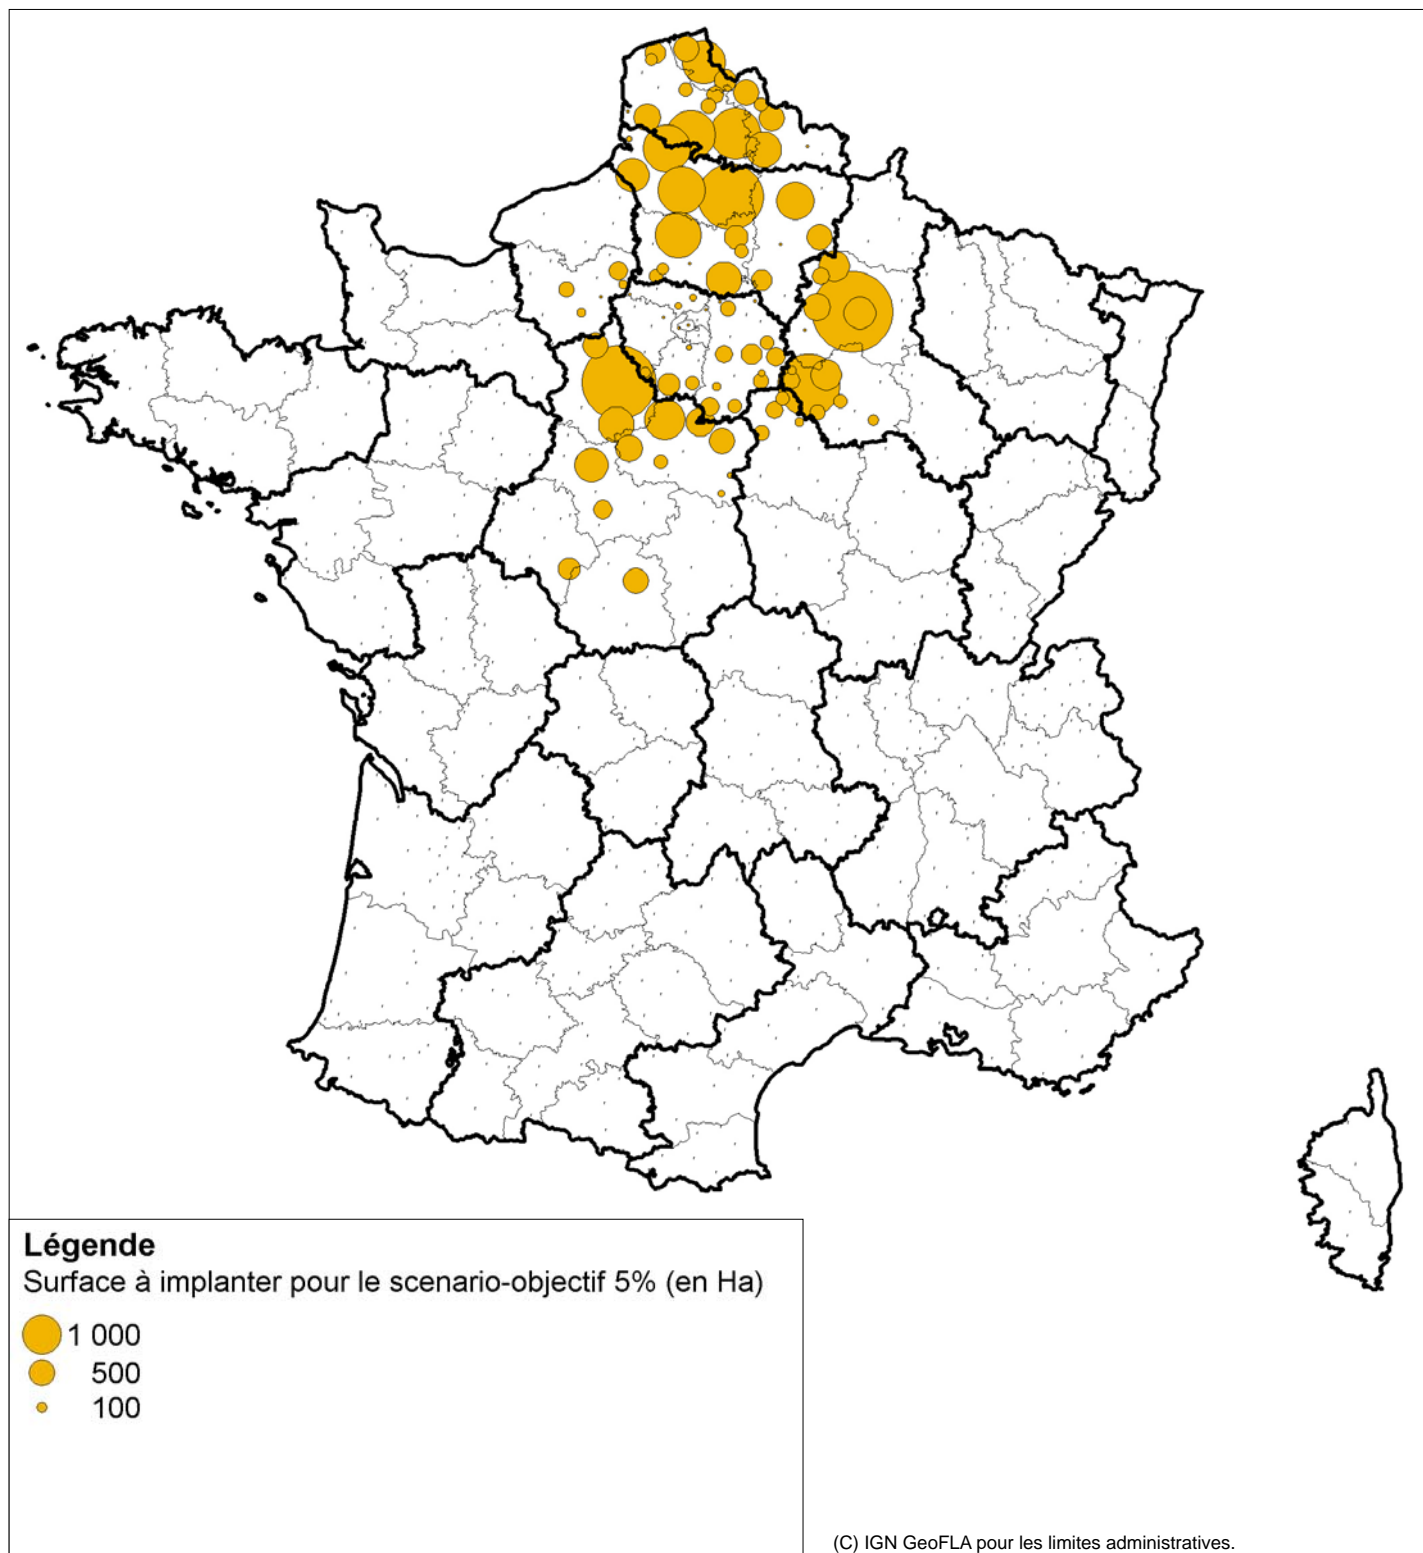 Légende
Surface à implanter pour le scenario-objectif 5% (en Ha)
1 000
500
100
(C) IGN GeoFLA pour les limites administratives.